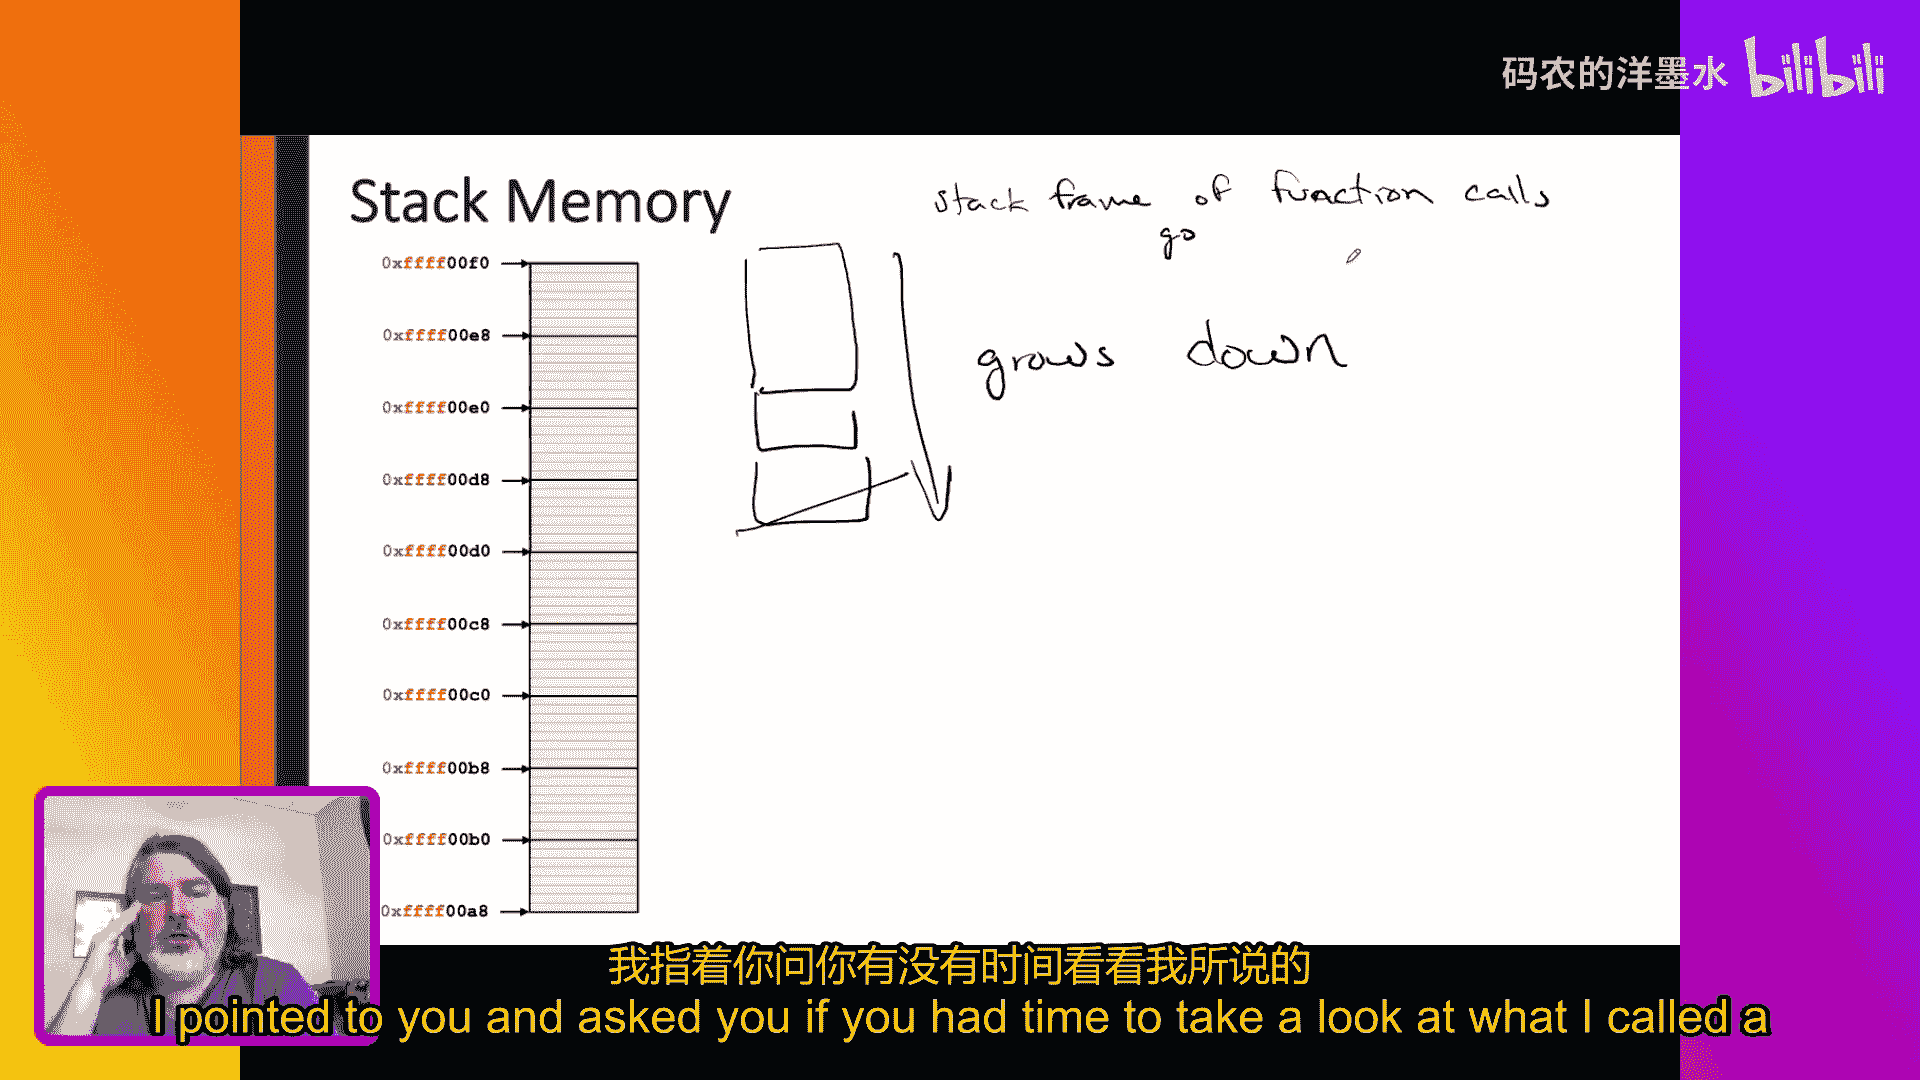 码农的洋墨水 bilibili
Stack Memory
stack frame of function calls
go
0xffff00f0
0xffff00e8
grows down
0xffff00e0
0xffff00d8
0xffff00d0
0xffff00c8
0xffff00c0
0xffff00b8
0xffff00b0
0xffff00a8
我指着你问你有没有时间看看我所说的
I pointed to you and asked you if you had time to take a look at what I called a